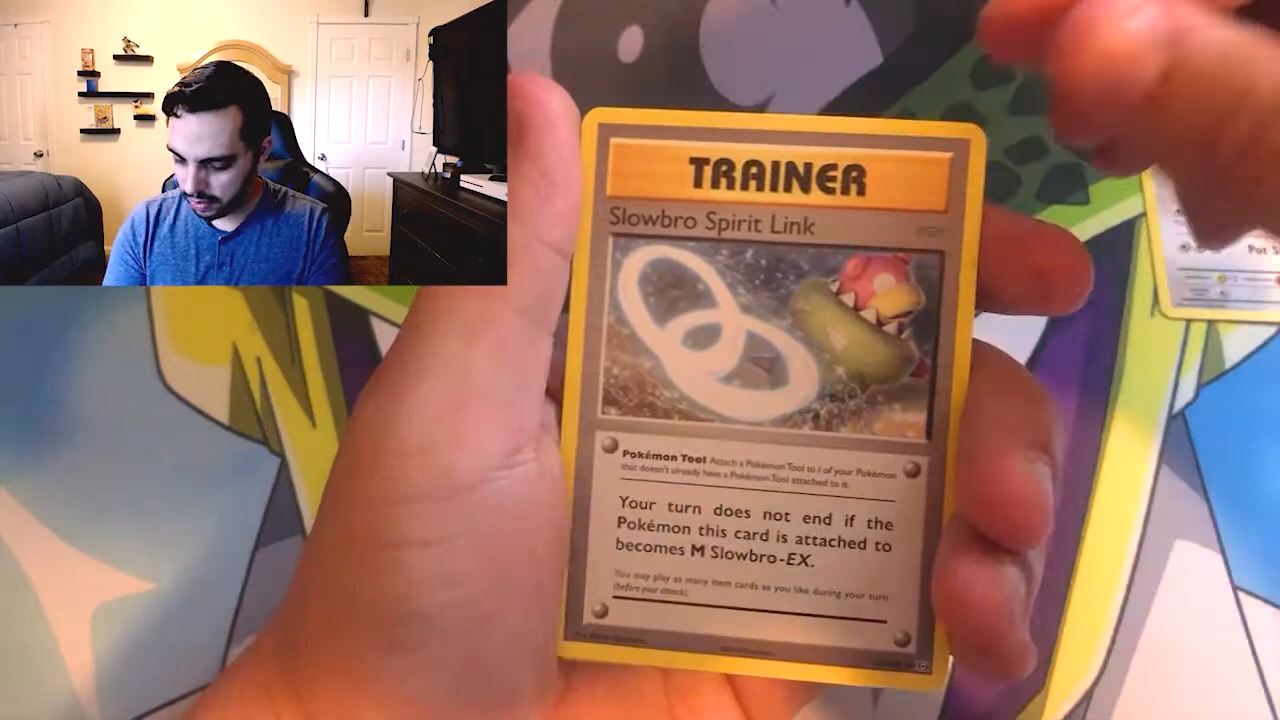 TRAINER
Slowbro Spirit Link
Pokémon Tool Attach a Pokémon Tool to 1 of your Pokémon
that doesn't already have a Pokémon Tool attached to it.
Your turn does not end if the
Pokémon this card is attached to
becomes M Slowbro-EX.
You may play as many Item cards as you like during your turn
(before your attack).